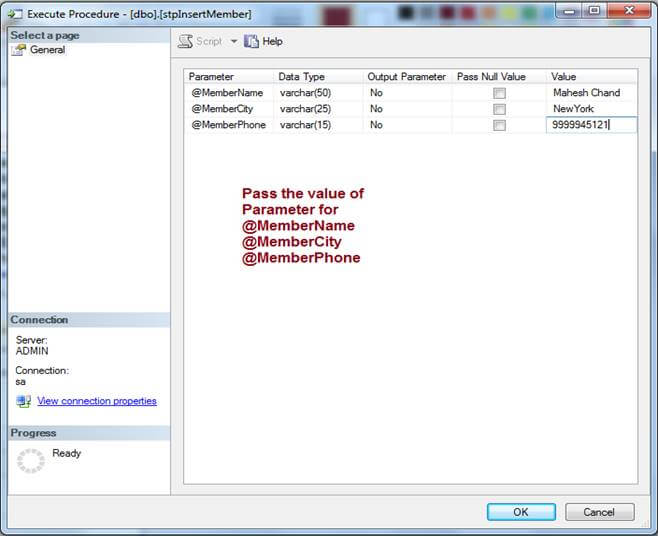 Execute Procedure - [dbo].[stpInsertMember]
Select a page
General
Script Help
Parameter Data Type Output Parameter Pass Null Value Value
@MemberName varchar(50) No Mahesh Chand
@MemberCity varchar(25) No NewYork
@MemberPhone varchar(15) No 9999945121
Pass the value of
Parameter for
@MemberName
@MemberCity
@MemberPhone
Connection
Server:
ADMIN
Connection:
sa
View connection properties
Progress
Ready
OK Cancel